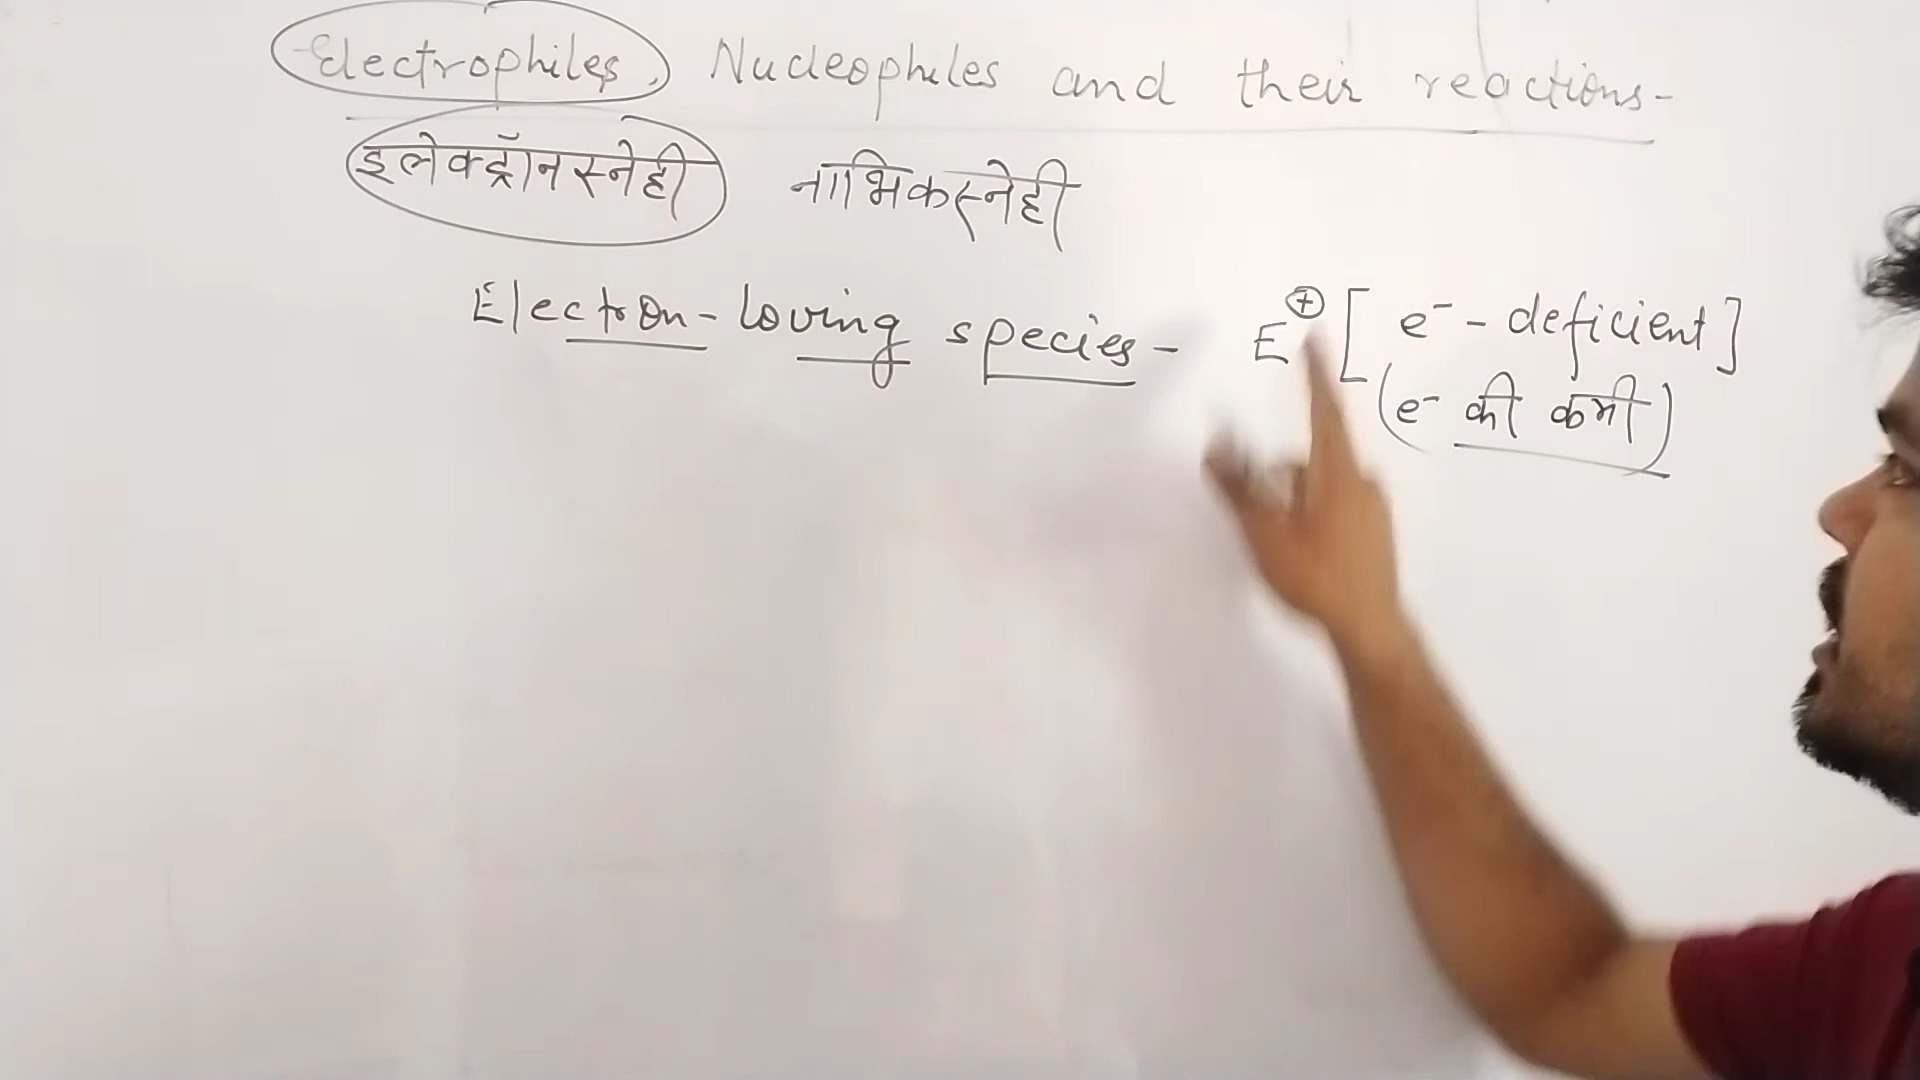 Electrophiles, Nucleophiles and their reactions-
इलेक्ट्रॉनस्नेही नाभिकस्नेही
Electron-loving species- E⊕ [e⁻-deficient]
(e⁻ की कमी)